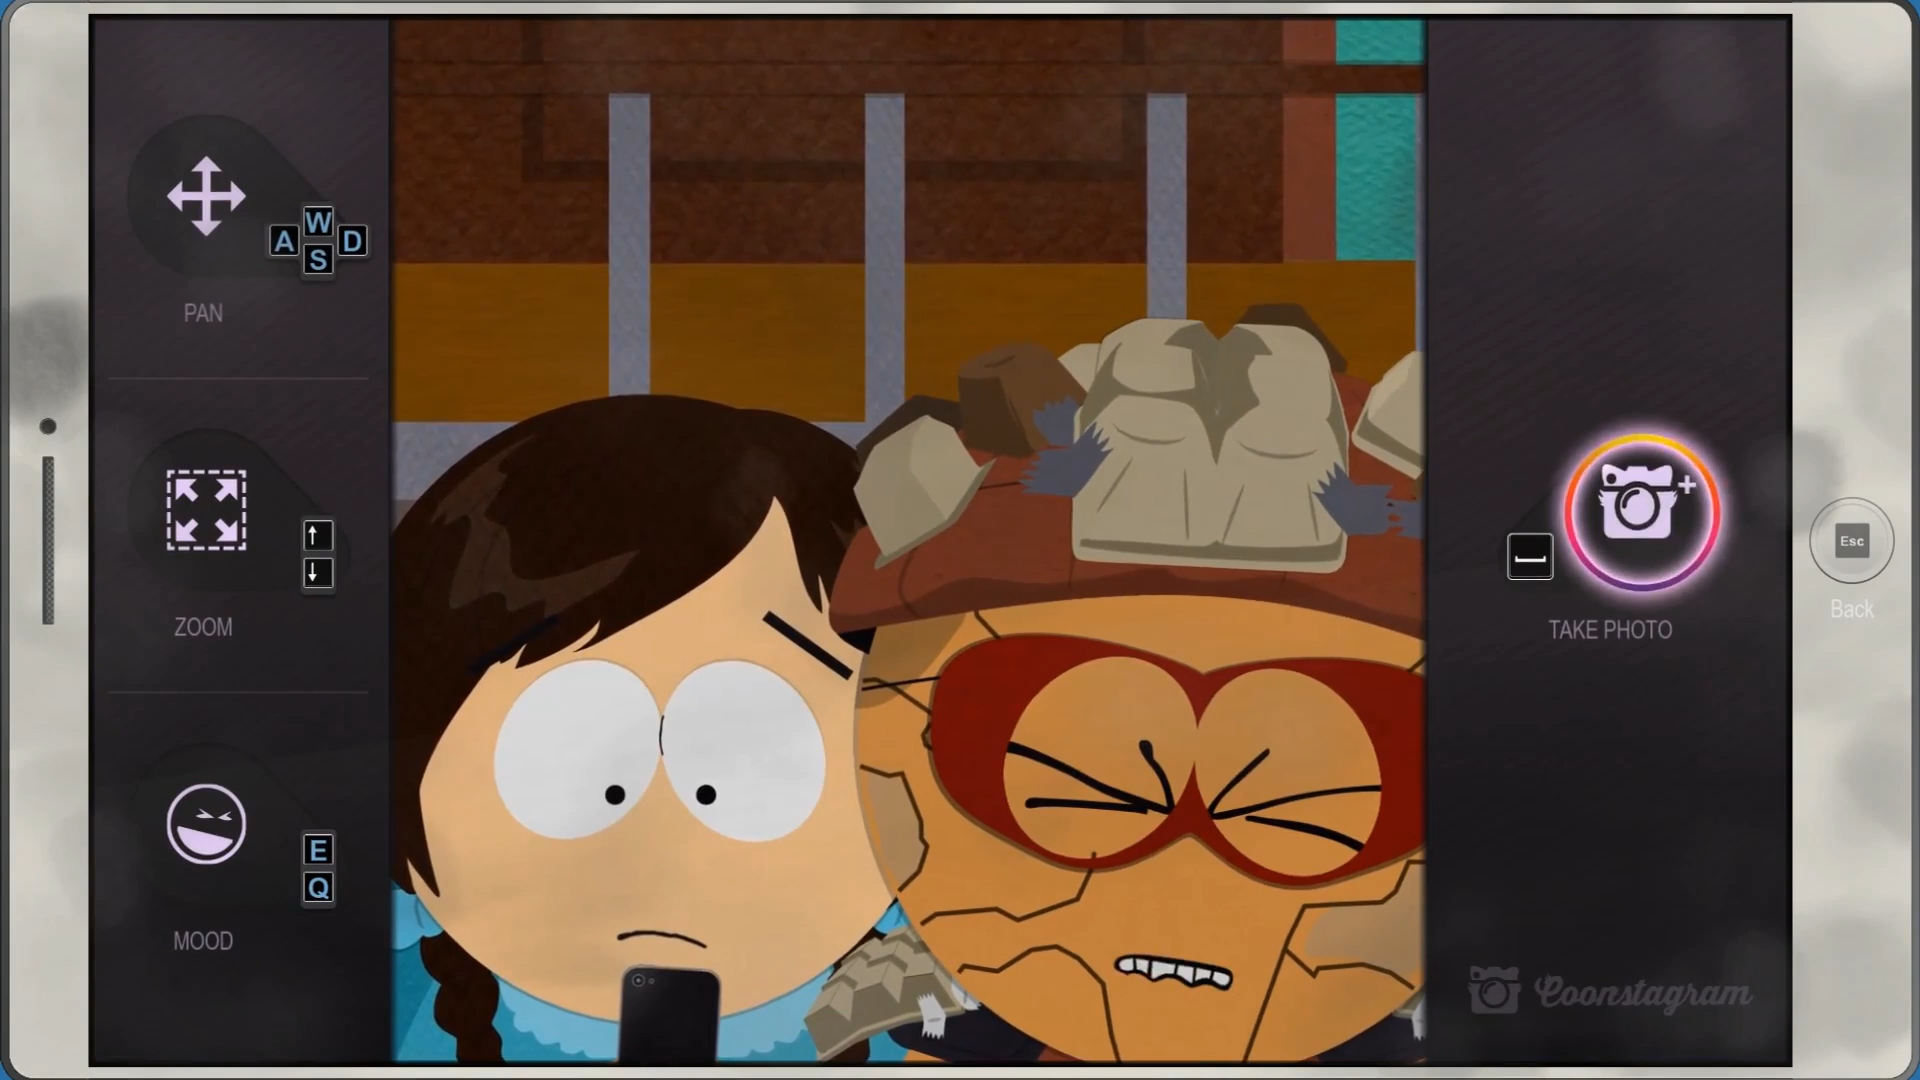 W
A
D
S
PAN
ZOOM
E
Q
MOOD
TAKE PHOTO
Esc
Back
Coonstagram